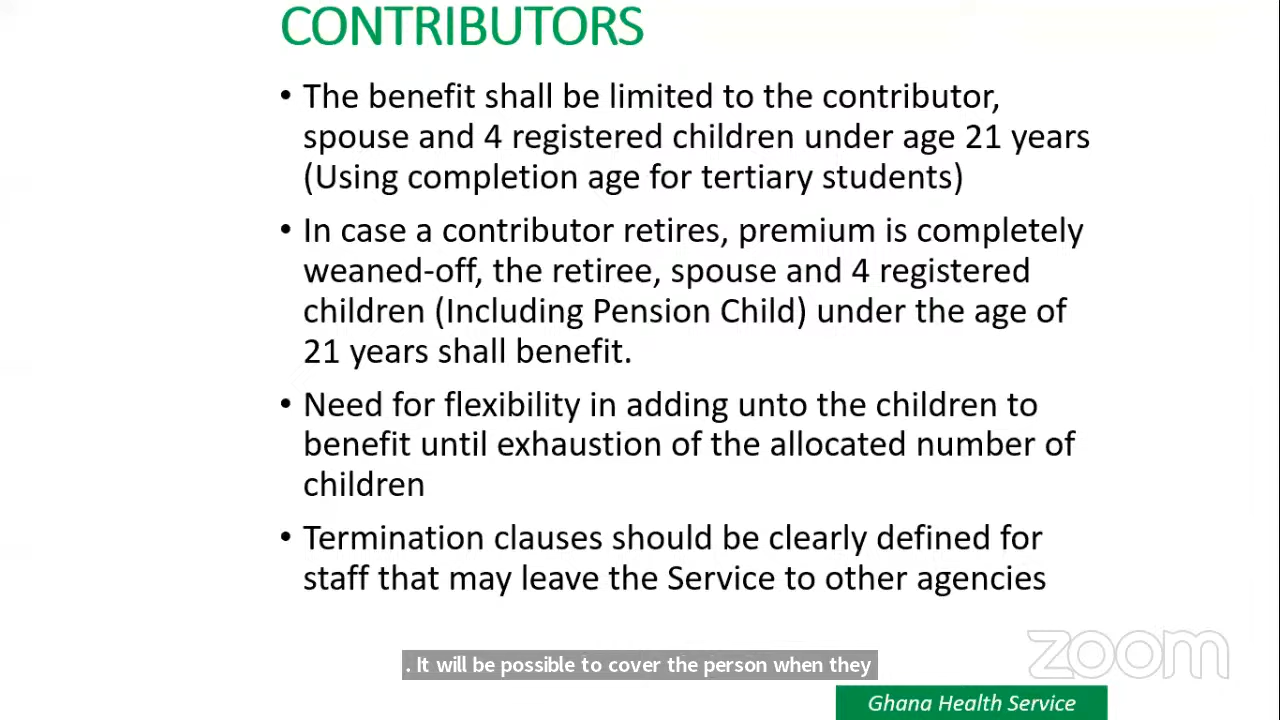 CONTRIBUTORS
• The benefit shall be limited to the contributor,
spouse and 4 registered children under age 21 years
(Using completion age for tertiary students)
• In case a contributor retires, premium is completely
weaned-off, the retiree, spouse and 4 registered
children (Including Pension Child) under the age of
21 years shall benefit.
• Need for flexibility in adding unto the children to
benefit until exhaustion of the allocated number of
children
• Termination clauses should be clearly defined for
staff that may leave the Service to other agencies
zoom
. It will be possible to cover the person when they
Ghana Health Service